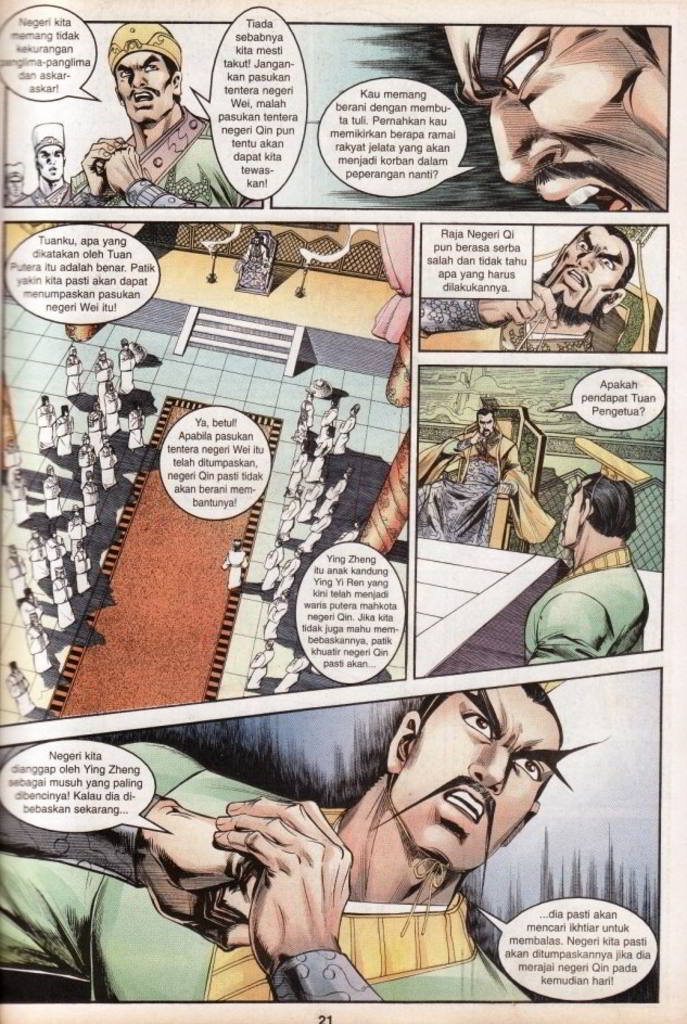 Negeri kita
memang tidak
kekurangan
panglima-panglima
dan askar-
askar!
Tiada
sebabnya
kita mesti
takut! Jangan-
kan pasukan
tentera negeri
Wei, malah
pasukan tentera
negeri Qin pun
tentu akan
dapat kita
tewas-
kan!
Kau memang
berani dengan membu-
ta tuli. Pernahkan kau
memikirkan berapa ramai
rakyat jelata yang akan
menjadi korban dalam
peperangan nanti?
Tuanku, apa yang
dikatakan oleh Tuan
Putera itu adalah benar. Patik
yakin kita pasti akan dapat
menumpaskan pasukan
negeri Wei itu!
Ya, betul!
Apabila pasukan
tentera negeri Wei itu
telah ditumpaskan,
negeri Qin pasti tidak
akan berani mem-
bantunya!
Ying Zheng
itu anak kandung
Ying Yi Ren yang
kini telah menjadi
waris putera mahkota
negeri Qin. Jika kita
tidak juga mahu mem-
bebaskannya, patik
khuatir negeri Qin
pasti akan...
Raja Negeri Qi
pun berasa serba
salah dan tidak tahu
apa yang harus
dilakukannya.
Apakah
pendapat Tuan
Pengetua?
Negeri kita
dianggap oleh Ying Zheng
sebagai musuh yang paling
dibencinya! Kalau dia di-
bebaskan sekarang...
...dia pasti akan
mencari ikhtiar untuk
membalas. Negeri kita pasti
akan ditumpaskannya jika dia
merajai negeri Qin pada
kemudian hari!
21